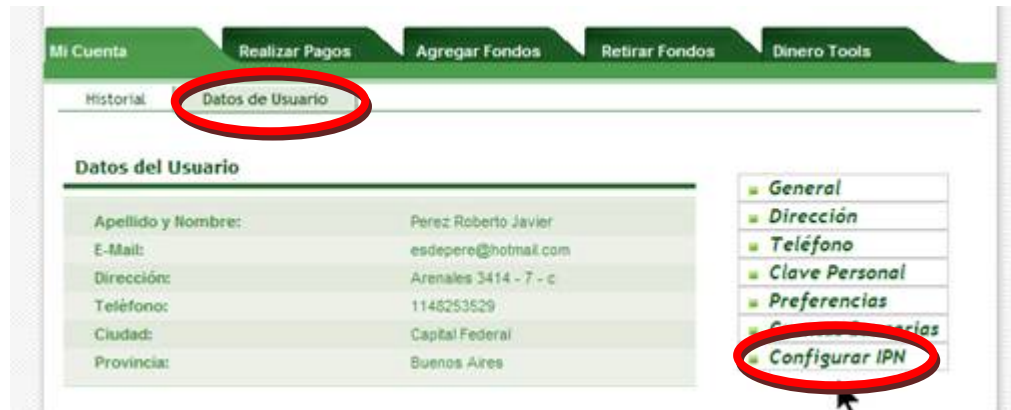 Mi Cuenta Realizar Pagos Agregar Fondos Retirar Fondos Dinero Tools
Historial Datos de Usuario
Datos del Usuario
Apellido y Nombre: Perez Roberto Javier
E-Mail: esdepere@hotmail.com
Dirección: Arenales 3414 - 7 - c
Teléfono: 1148253529
Ciudad: Capital Federal
Provincia: Buenos Aires
General
Dirección
Teléfono
Clave Personal
Preferencias
Configurar IPN